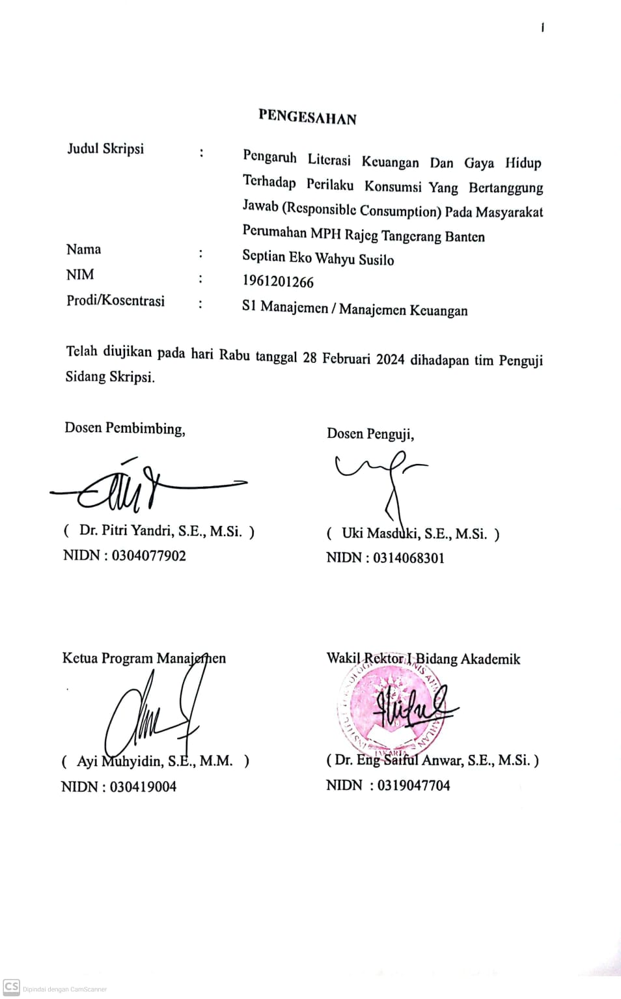 i
PENGESAHAN
Judul Skripsi : Pengaruh Literasi Keuangan Dan Gaya Hidup
Terhadap Perilaku Konsumsi Yang Bertanggung
Jawab (Responsible Consumption) Pada Masyarakat
Perumahan MPH Rajeg Tangerang Banten
Nama : Septian Eko Wahyu Susilo
NIM : 1961201266
Prodi/Kosentrasi : S1 Manajemen / Manajemen Keuangan
Telah diujikan pada hari Rabu tanggal 28 Februari 2024 dihadapan tim Penguji
Sidang Skripsi.
Dosen Pembimbing,
( Dr. Pitri Yandri, S.E., M.Si. )
NIDN : 0304077902
Dosen Penguji,
( Uki Masduki, S.E., M.Si. )
NIDN : 0314068301
Ketua Program Manajemen
( Ayi Muhyidin, S.E., M.M. )
NIDN : 030419004
Wakil Rektor I Bidang Akademik
JAKARTA
( Dr. Eng Saiful Anwar, S.E., M.Si. )
NIDN : 0319047704
CS Dipindai dengan CamScanner